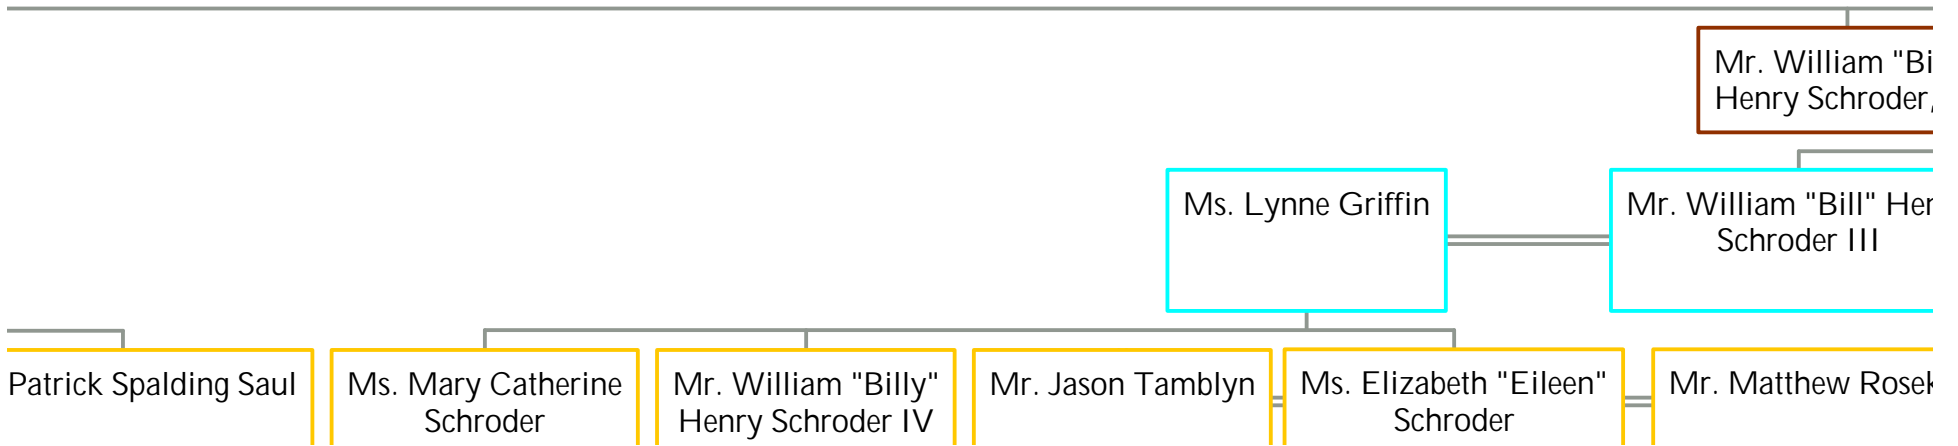 Mr. William "Bi
Henry Schroder,
Ms. Lynne Griffin
Mr. William "Bill" Her
Schroder III
Patrick Spalding Saul
Ms. Mary Catherine
Schroder
Mr. William "Billy"
Henry Schroder IV
Mr. Jason Tamblyn
Ms. Elizabeth "Eileen"
Schroder
Mr. Matthew Rosek